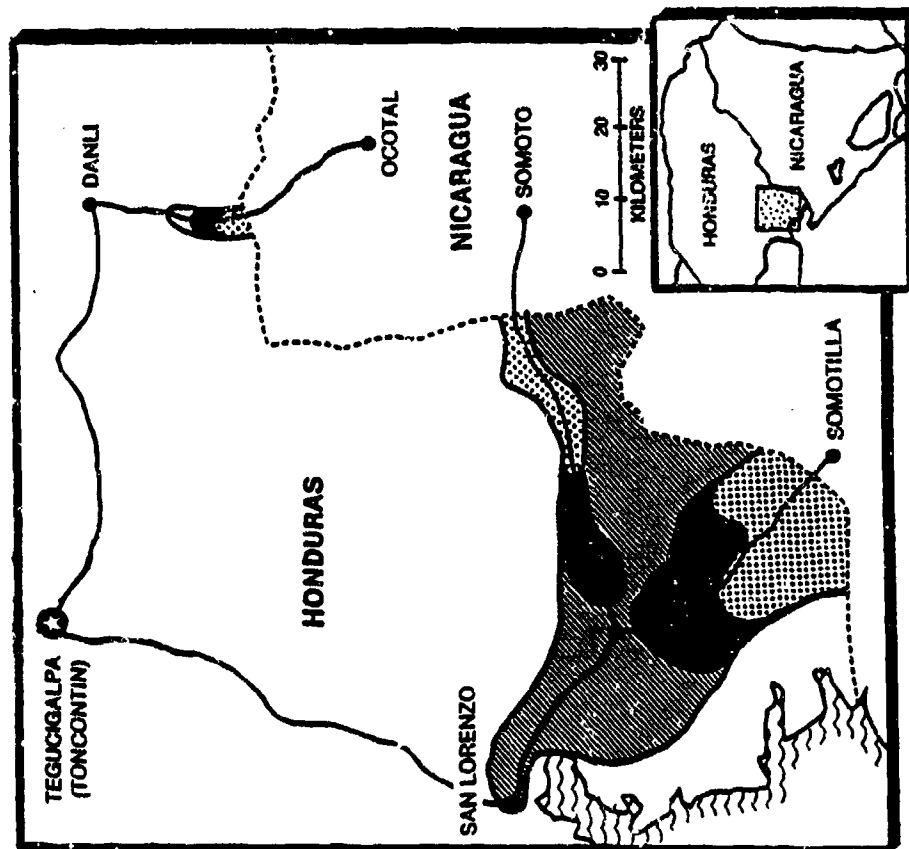 TEGUCIGALPA
(TONCONTIN)
DANLI
OCOTAL
NICARAGUA
SOMOTO
HONDURAS
SAN LORENZO
SOMOTILLA
0 10 20 30
KILOMETERS
HONDURAS
NICARAGUA